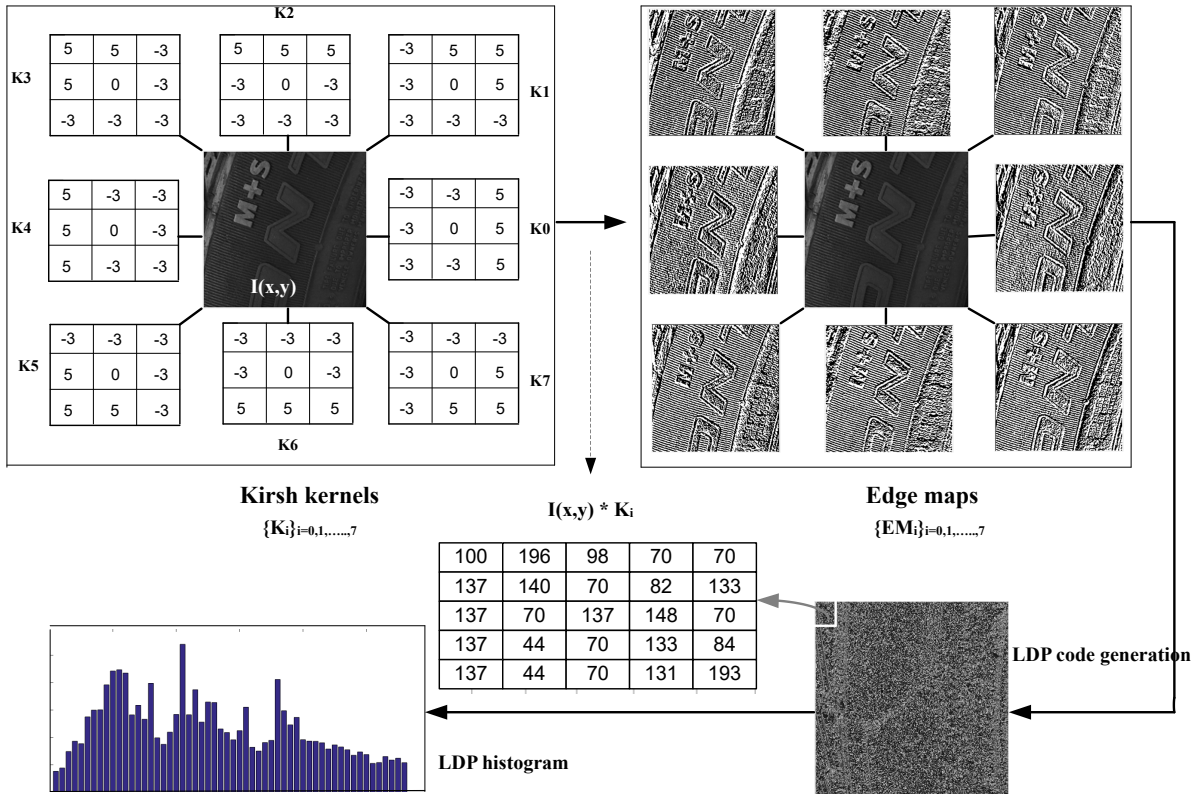 K2
5 5 -3
5 0 -3
-3 -3 -3
K3
5 5 5
-3 0 -3
-3 -3 -3
-3 5 5
-3 0 5
-3 -3 -3
K1
5 -3 -3
5 0 -3
5 -3 -3
K4
M+S
I(x,y)
-3 -3 5
-3 0 5
-3 -3 5
K0
-3 -3 -3
5 0 -3
5 5 -3
K5
-3 -3 -3
-3 0 -3
5 5 5
K6
-3 -3 -3
-3 0 5
-3 5 5
K7
M+S
M+S
M+S
M+S
M+S
M+S
M+S
M+S
M+S
Kirsh kernels
{Ki}i=0,1,.....,7
I(x,y) * Ki
Edge maps
{EMi}i=0,1,.....,7
100 196 98 70 70
137 140 70 82 133
137 70 137 148 70
137 44 70 133 84
137 44 70 131 193
LDP code generation
LDP histogram